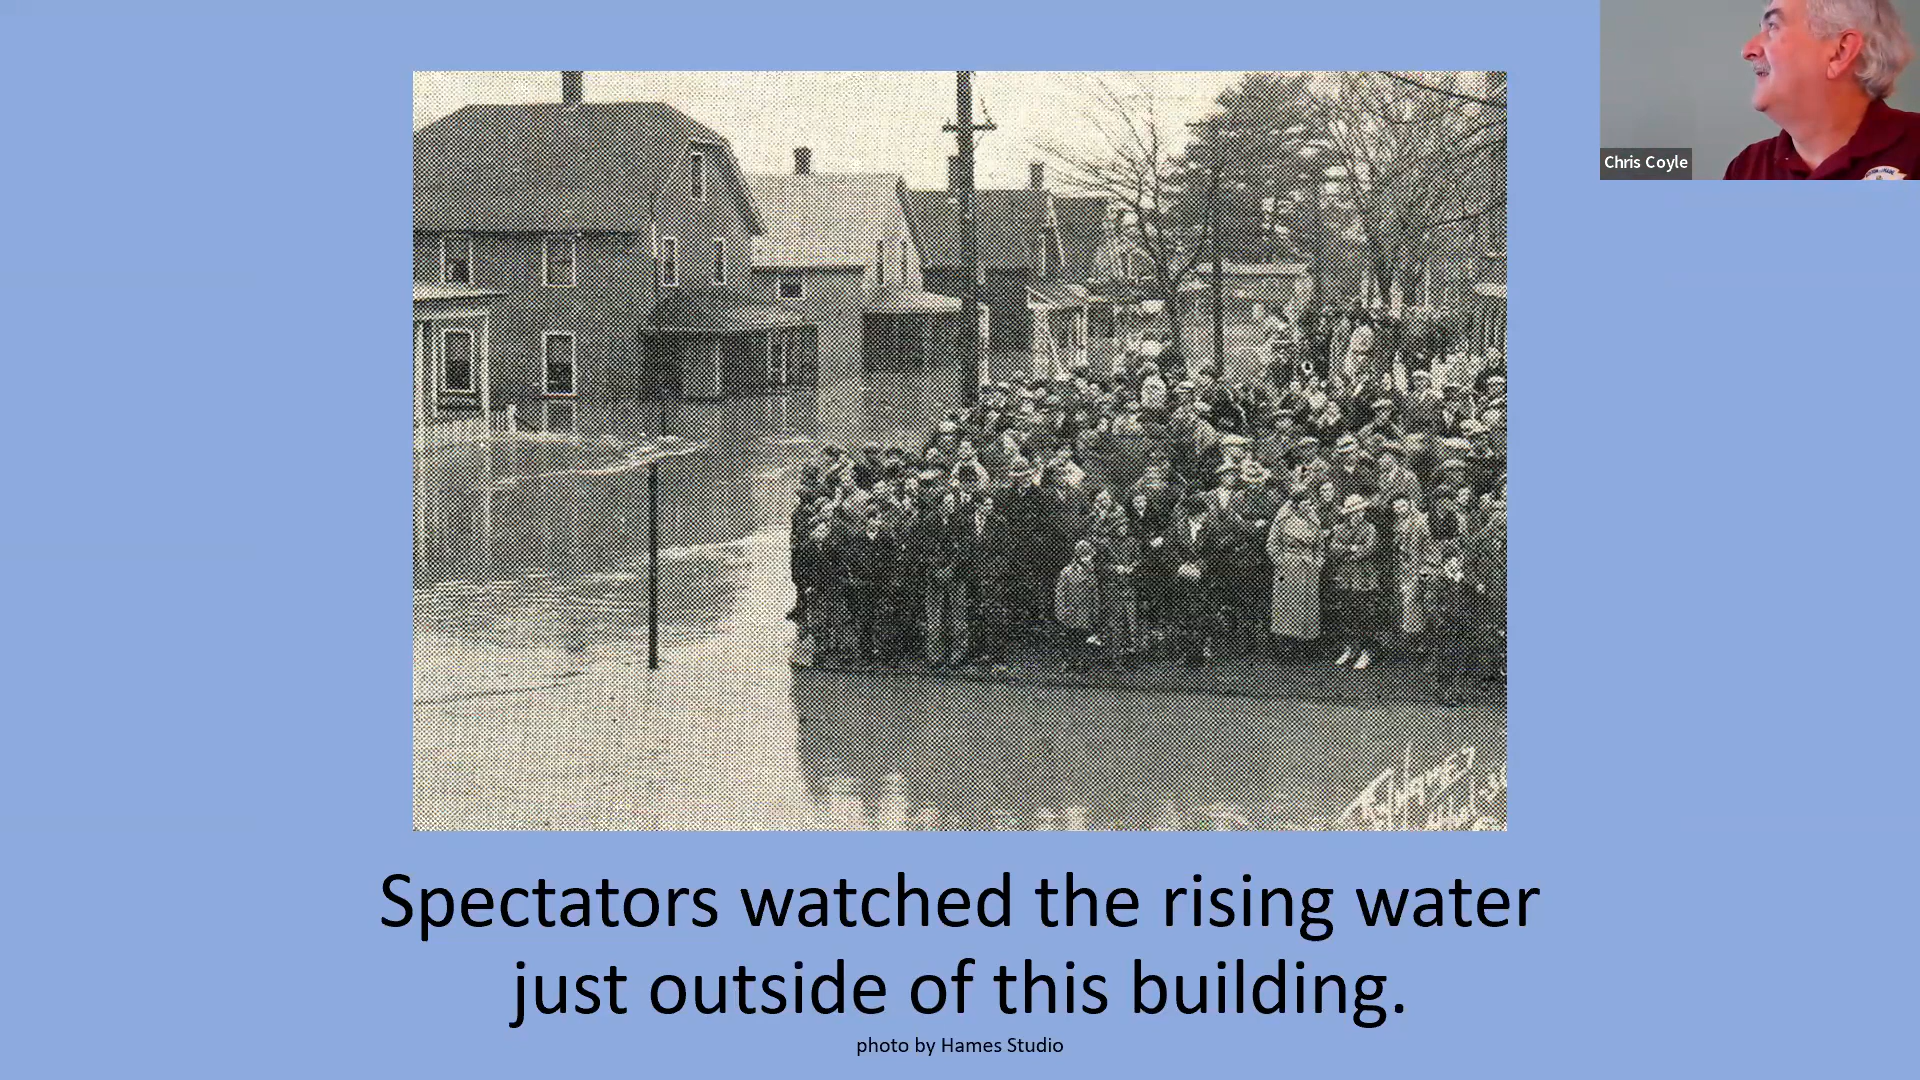 Chris Coyle
Spectators watched the rising water
just outside of this building.
photo by Hames Studio